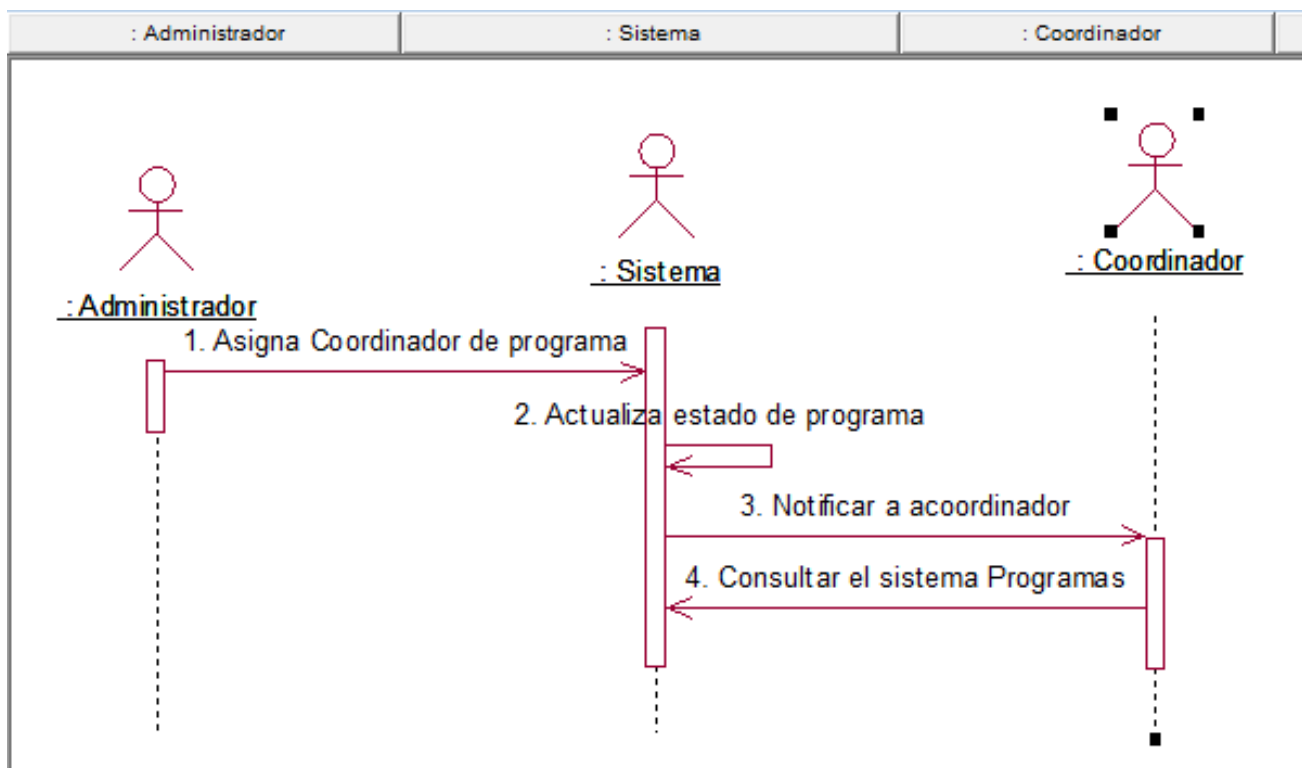 : Administrador
: Sistema
: Coordinador
: Coordinador
: Sistema
: Administrador
1. Asigna Coordinador de programa
2. Actualiza estado de programa
3. Notificar a acoordinador
4. Consultar el sistema Programas